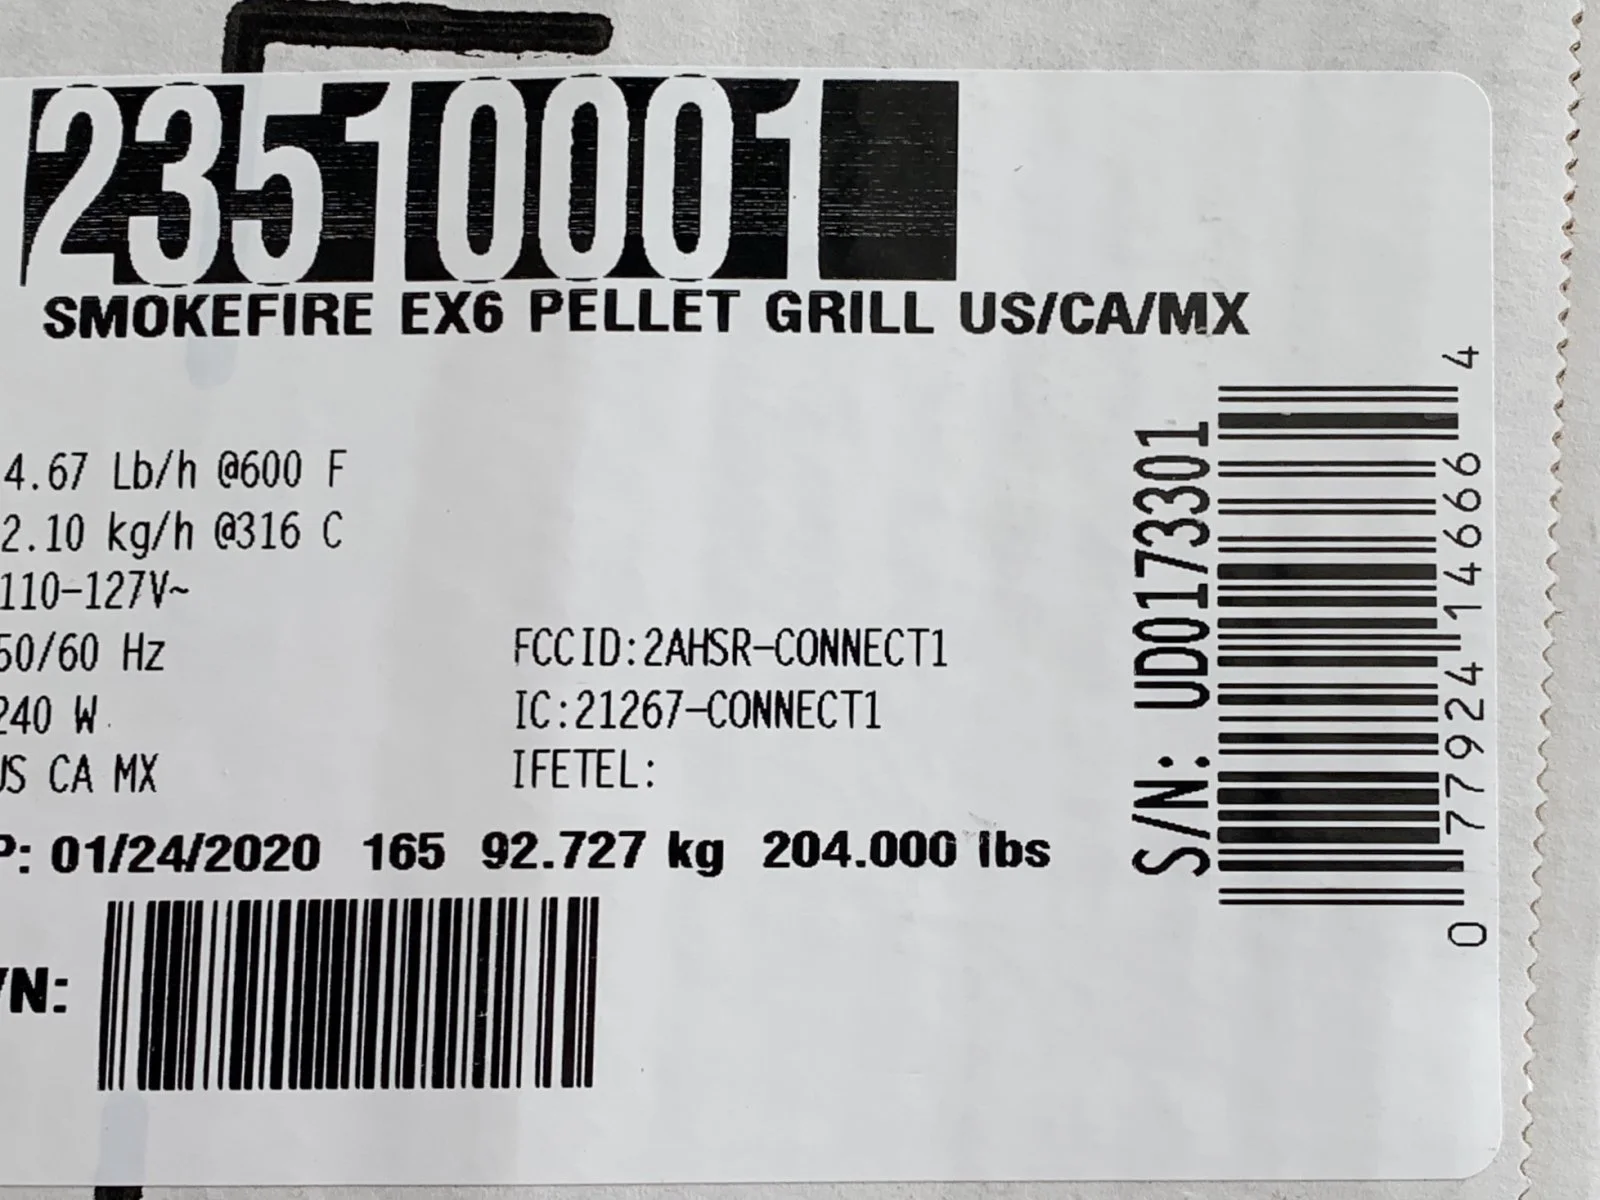 23510001
SMOKEFIRE EX6 PELLET GRILL US/CA/MX
4.67 Lb/h @600 F
2.10 kg/h @316 C
110-127V~
50/60 Hz
240 W
US CA MX
FCCID:2AHSR-CONNECT1
IC:21267-CONNECT1
IFETEL:
P: 01/24/2020 165 92.727 kg 204.000 lbs
/N:
S/N: UD0173301
0 77924 14666 4